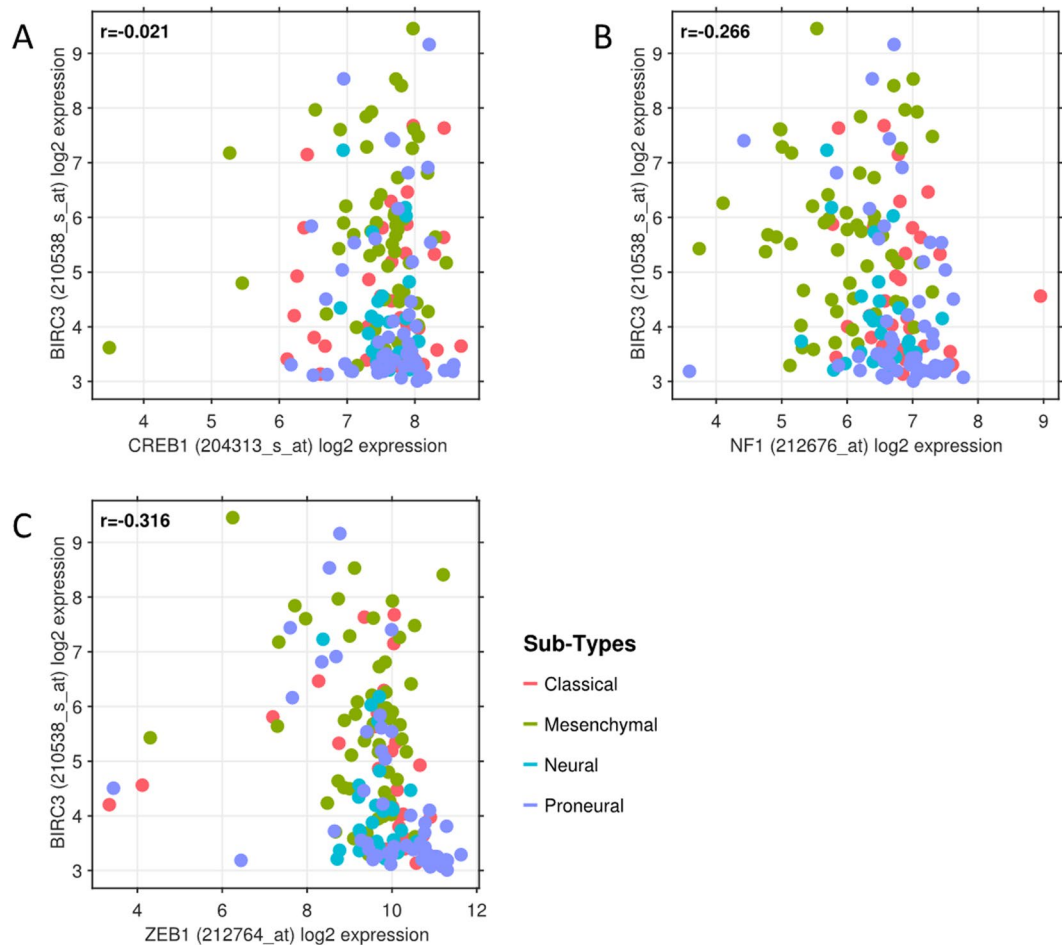 A
r=-0.021
BIRC3 (210538_s_at) log2 expression
9
8
7
6
5
4
3
4
5
6
7
8
CREB1 (204313_s_at) log2 expression
B
r=-0.266
BIRC3 (210538_s_at) log2 expression
9
8
7
6
5
4
3
4
5
6
7
8
9
NF1 (212676_at) log2 expression
C
r=-0.316
BIRC3 (210538_s_at) log2 expression
9
8
7
6
5
4
3
4
6
8
10
12
ZEB1 (212764_at) log2 expression
Sub-Types
Classical
Mesenchymal
Neural
Proneural